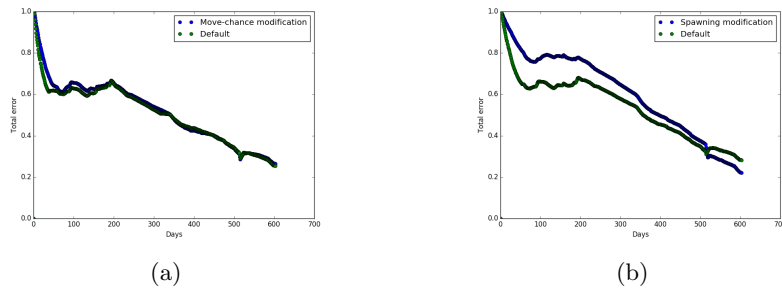 Move-chance modification
Default
Total error
1.0
0.8
0.6
0.4
0.2
0.0
0 100 200 300 400 500 600 700
Days
(a)
Spawning modification
Default
Total error
1.0
0.8
0.6
0.4
0.2
0.0
0 100 200 300 400 500 600 700
Days
(b)